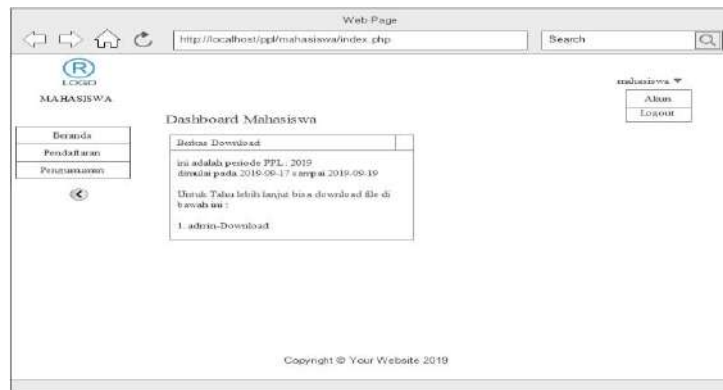 Web Page
http://localhost/ppl/mahasiswa/index.php
Search
R
LOGO
MAHASISWA
mahasiswa
Akun
Logout
Dashboard Mahasiswa
Beranda
Pendaftaran
Pengumuman
Berkas Download
ini adalah periode PPL : 2019
dimulai pada 2019-09-17 sampai 2019-09-19
Untuk Tahu lebih lanjut bisa download file di
bawah ini :
1. admin-Download
Copyright © Your Website 2019